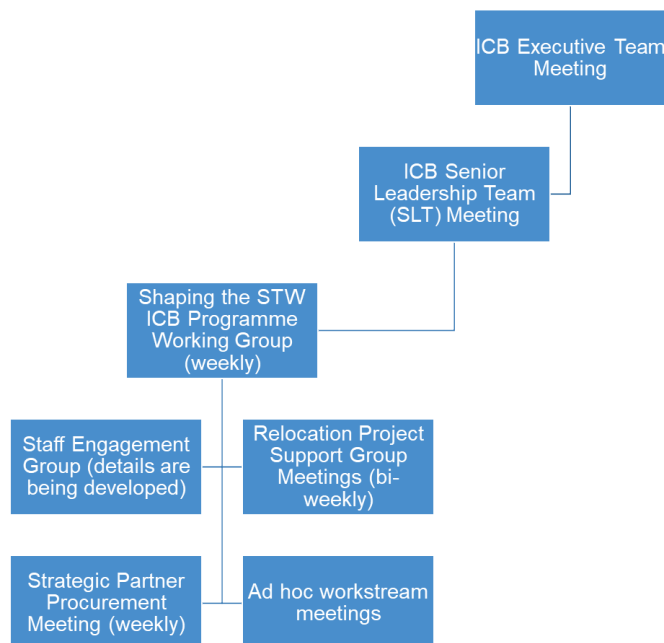 ICB Executive Team
Meeting
ICB Senior
Leadership Team
(SLT) Meeting
Shaping the STW
ICB Programme
Working Group
(weekly)
Staff Engagement
Group (details are
being developed)
Relocation Project
Support Group
Meetings (bi-
weekly)
Strategic Partner
Procurement
Meeting (weekly)
Ad hoc workstream
meetings